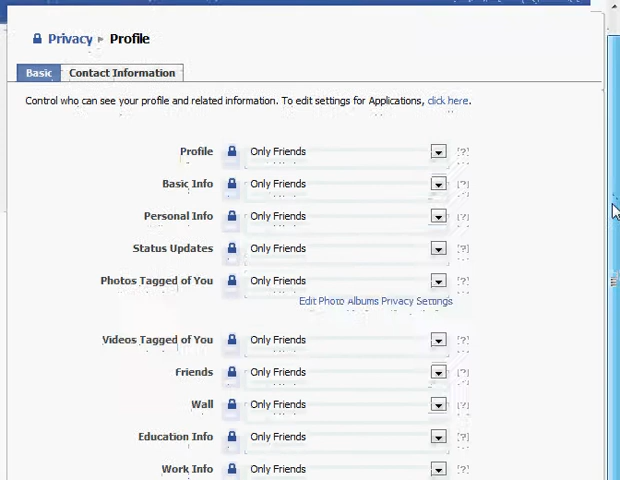 Privacy ▸ Profile
Basic Contact Information
Control who can see your profile and related information. To edit settings for Applications, click here.
Profile Only Friends [?]
Basic Info Only Friends [?]
Personal Info Only Friends [?]
Status Updates Only Friends [?]
Photos Tagged of You Only Friends [?]
Edit Photo Albums Privacy Settings
Videos Tagged of You Only Friends [?]
Friends Only Friends [?]
Wall Only Friends [?]
Education Info Only Friends [?]
Work Info Only Friends [?]